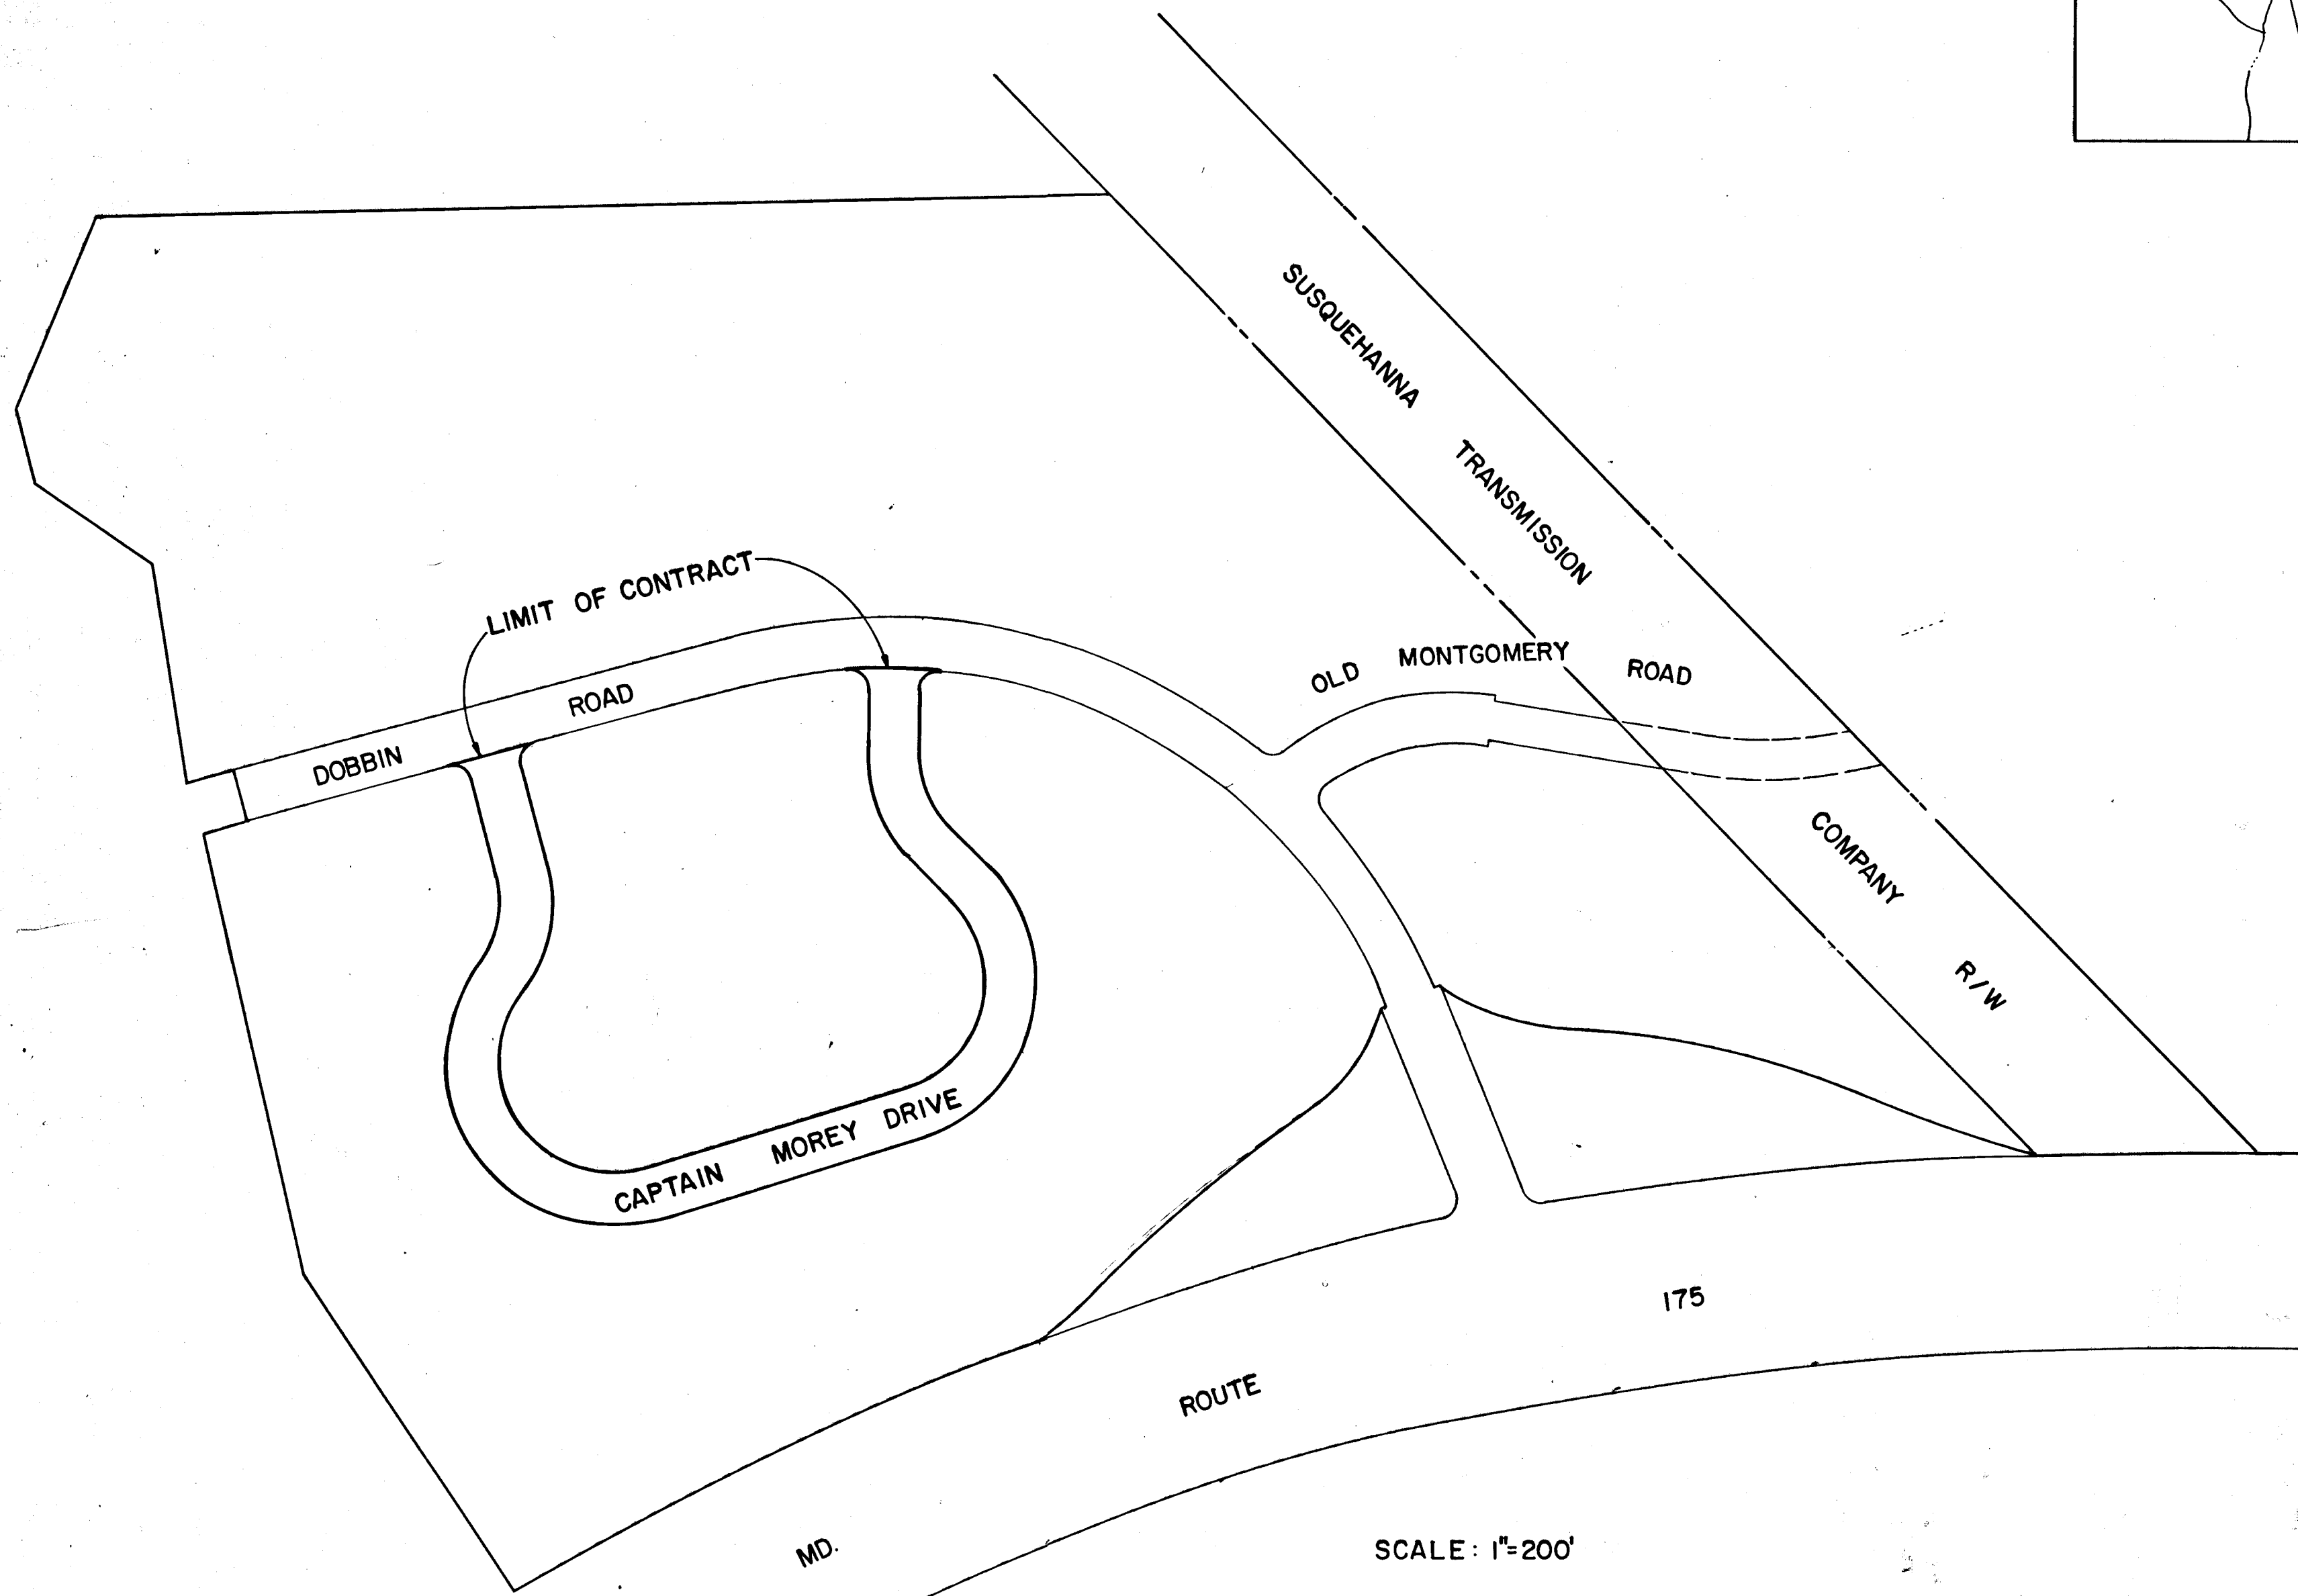 SUSQUEHANNA TRANSMISSION COMPANY R/W
LIMIT OF CONTRACT
OLD MONTGOMERY ROAD
DOBBIN ROAD
CAPTAIN MOREY DRIVE
MD. ROUTE 175
SCALE: 1"=200'